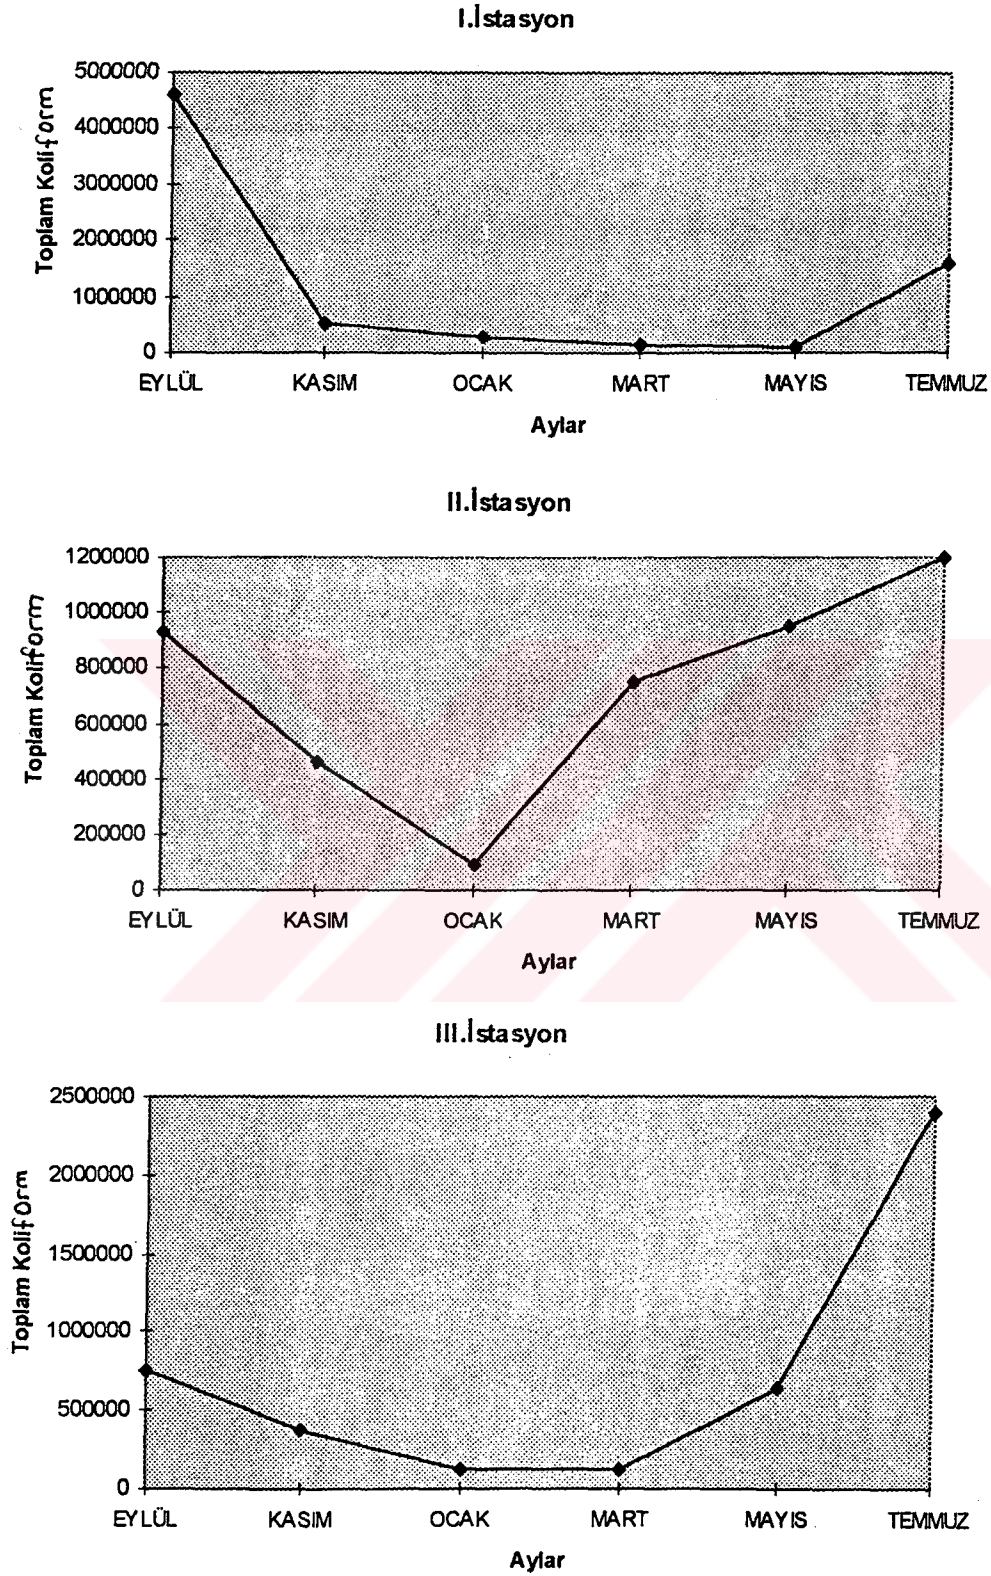 I.İstasyon
Toplam Koliform
5000000
4000000
3000000
2000000
1000000
0
EYLÜL KASIM OCAK MART MAYIS TEMMUZ
Aylar
II.İstasyon
Toplam Koliform
1200000
1000000
800000
600000
400000
200000
0
EYLÜL KASIM OCAK MART MAYIS TEMMUZ
Aylar
III.İstasyon
Toplam Koliform
2500000
2000000
1500000
1000000
500000
0
EYLÜL KASIM OCAK MART MAYIS TEMMUZ
Aylar